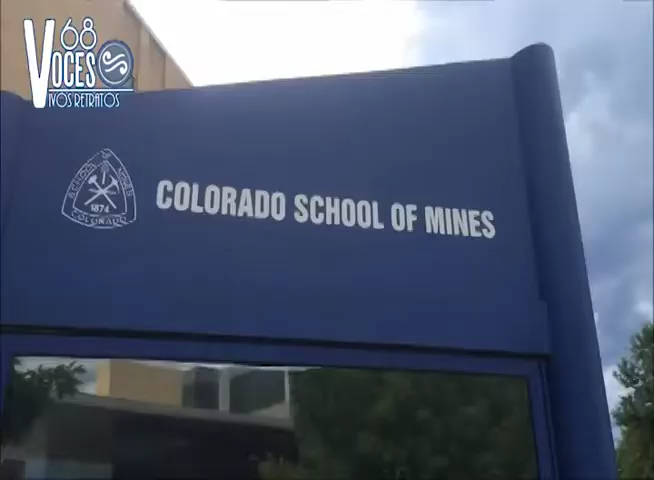 68
VOCES
VIVOS RETRATOS
SCHOOL OF MINES
1874
COLORADO
COLORADO SCHOOL OF MINES